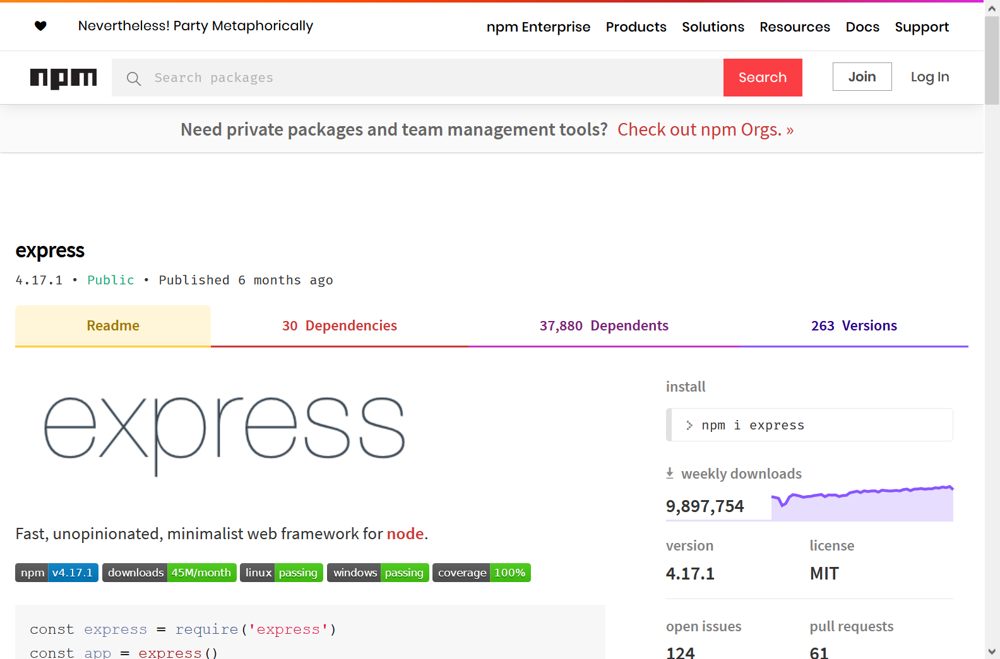 Nevertheless! Party Metaphorically
npm Enterprise Products Solutions Resources Docs Support
npm Search packages Search Join Log In
Need private packages and team management tools? Check out npm Orgs. »
express
4.17.1 • Public • Published 6 months ago
Readme 30 Dependencies 37,880 Dependents 263 Versions
express
Fast, unopinionated, minimalist web framework for node.
npm v4.17.1 downloads 45M/month linux passing windows passing coverage 100%
const express = require('express')
const app = express()
install
> npm i express
weekly downloads
9,897,754
version license
4.17.1 MIT
open issues pull requests
124 61